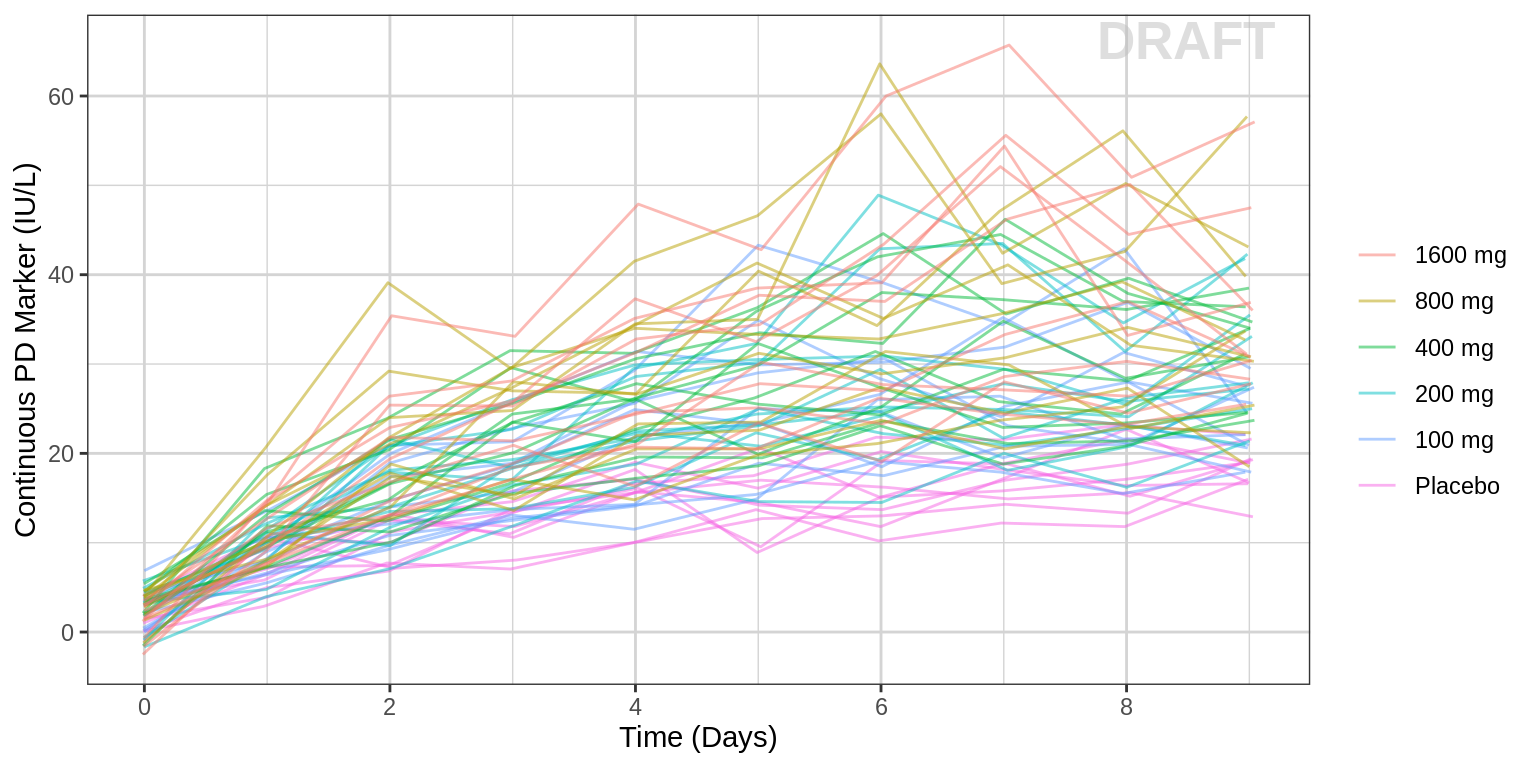 DRAFT
60
40
20
0
0 2 4 6 8
Time (Days)
Continuous PD Marker (IU/L)
1600 mg
800 mg
400 mg
200 mg
100 mg
Placebo